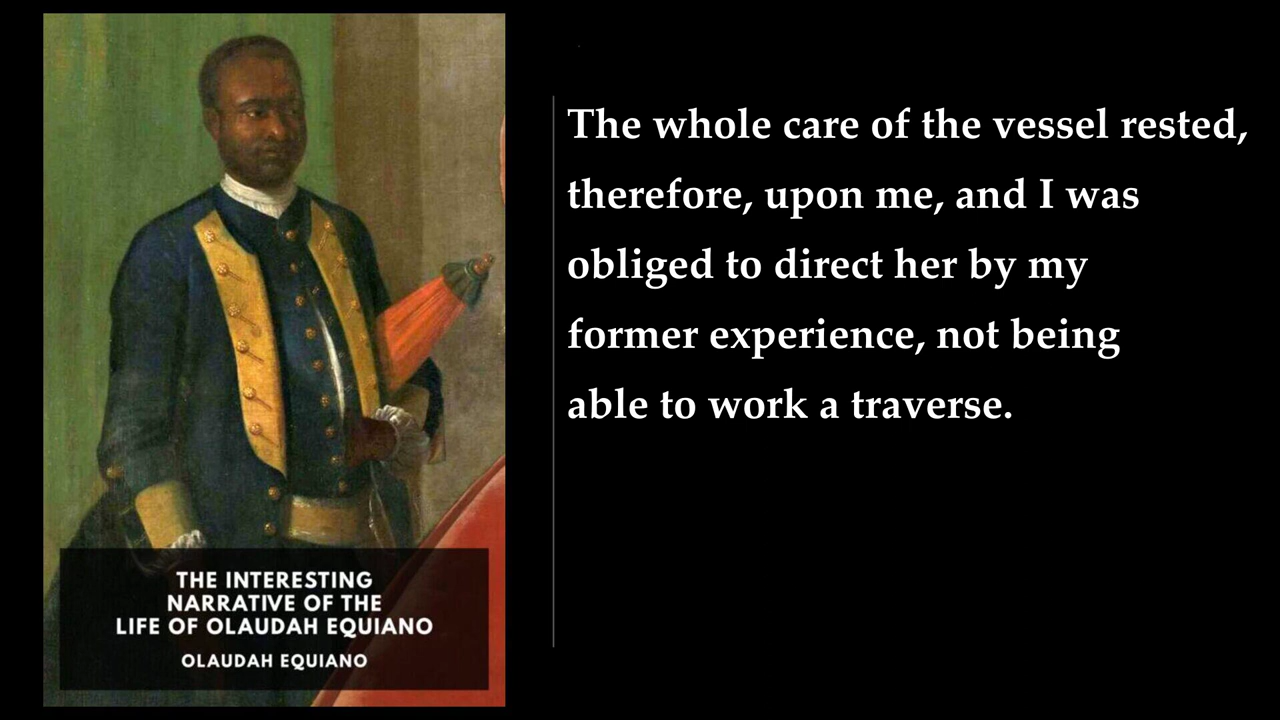 The whole care of the vessel rested,
therefore, upon me, and I was
obliged to direct her by my
former experience, not being
able to work a traverse.
THE INTERESTING
NARRATIVE OF THE
LIFE OF OLAUDAH EQUIANO
OLAUDAH EQUIANO